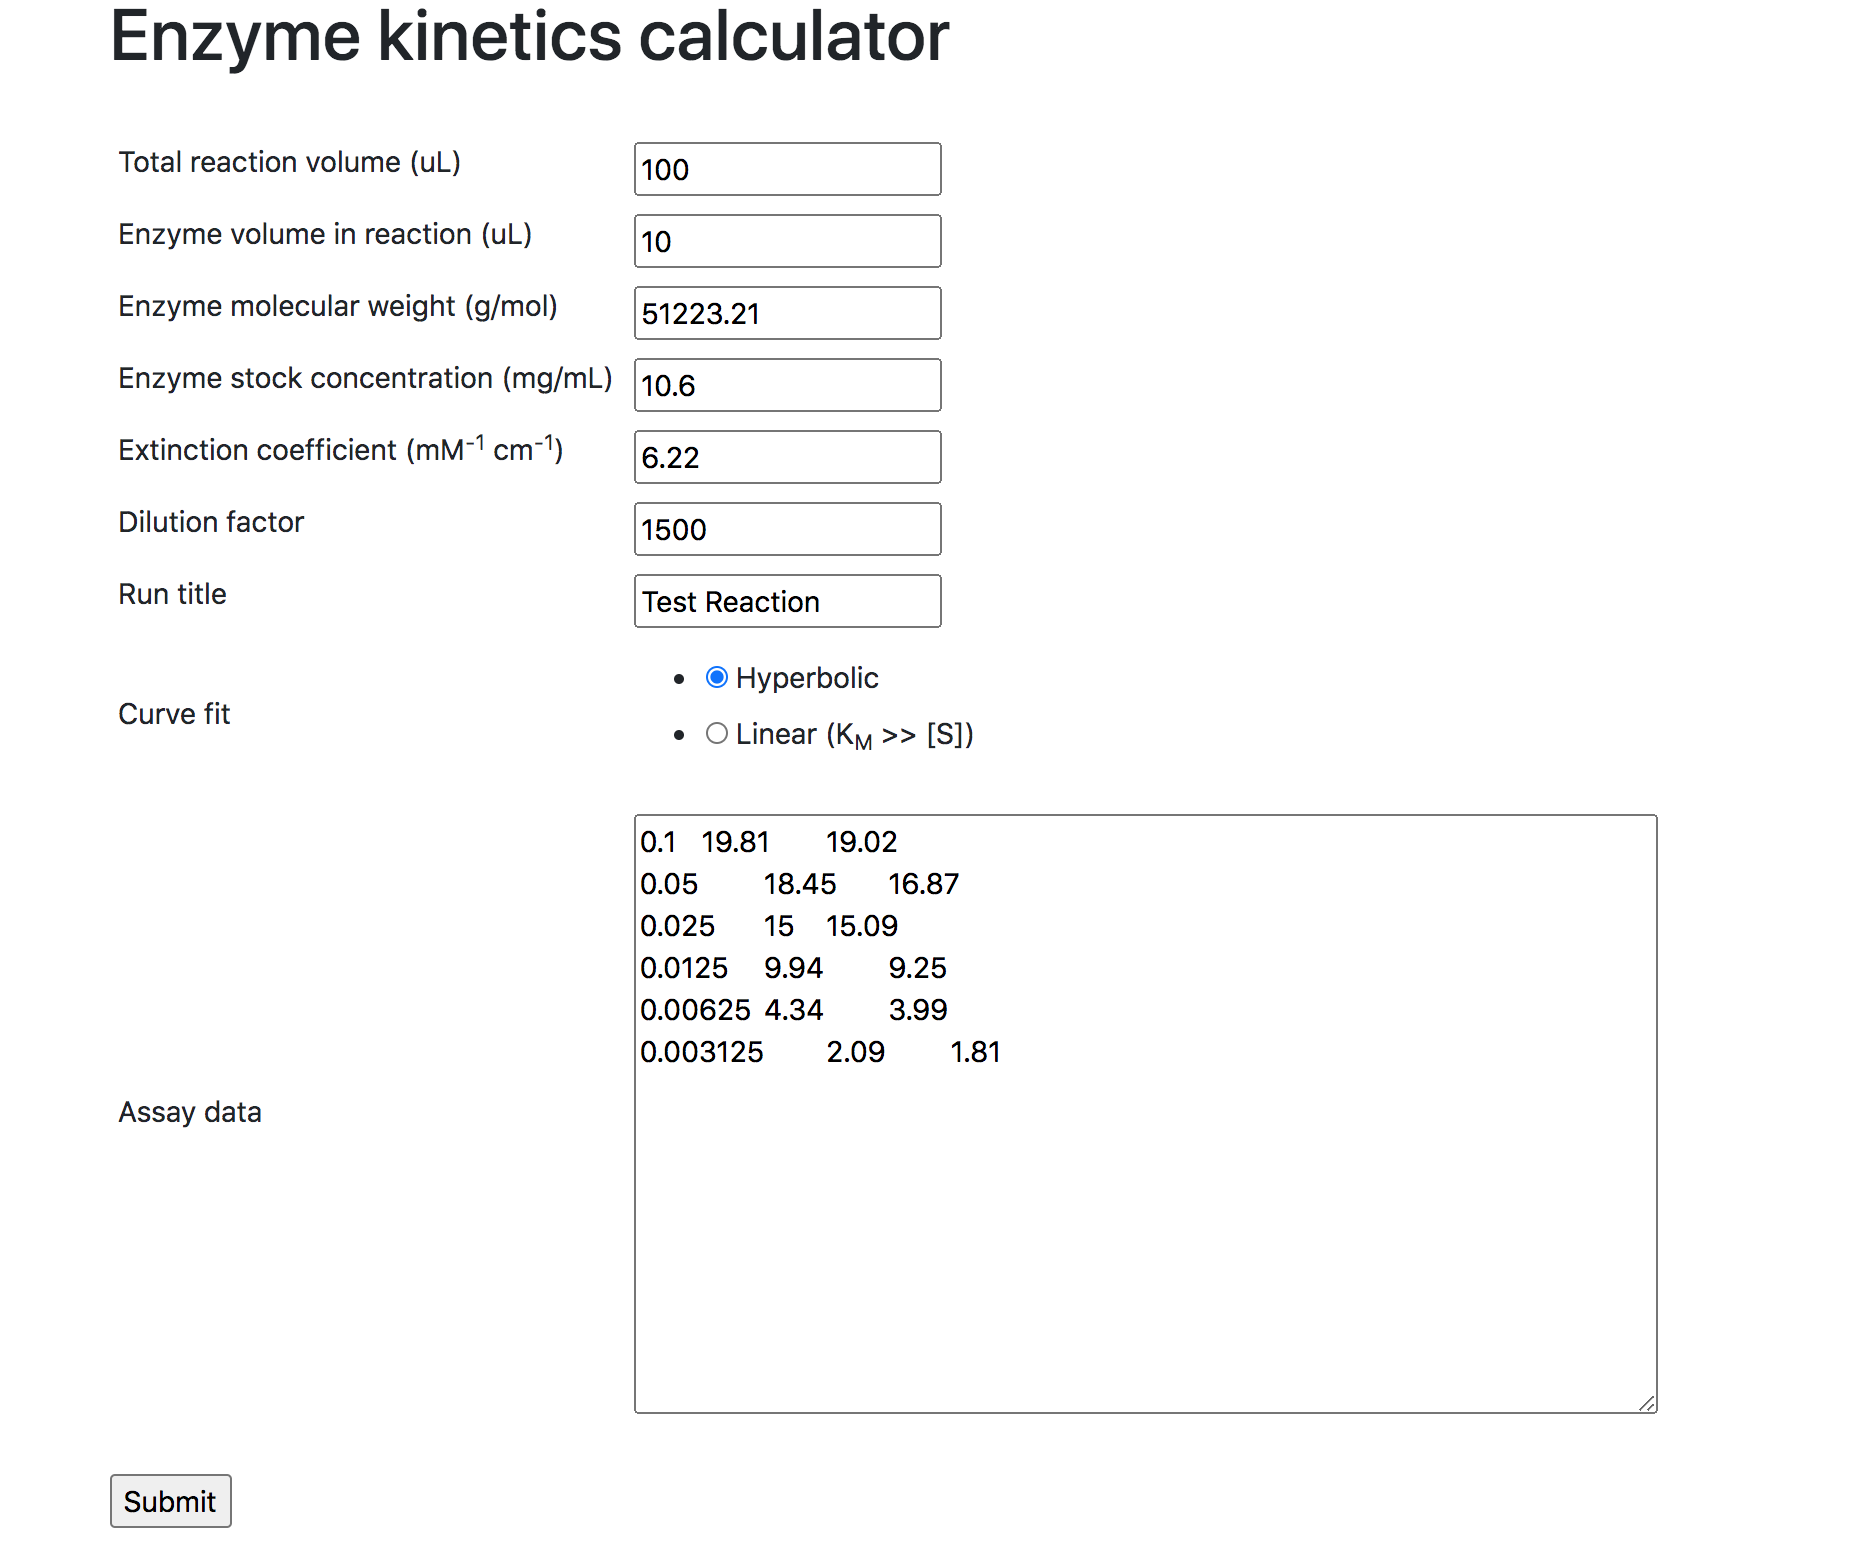 Enzyme kinetics calculator
Total reaction volume (uL) 100
Enzyme volume in reaction (uL) 10
Enzyme molecular weight (g/mol) 51223.21
Enzyme stock concentration (mg/mL) 10.6
Extinction coefficient (mM⁻¹ cm⁻¹) 6.22
Dilution factor 1500
Run title Test Reaction
Curve fit
Hyperbolic
Linear (K_M >> [S])
Assay data
0.1 19.81 19.02
0.05 18.45 16.87
0.025 15 15.09
0.0125 9.94 9.25
0.00625 4.34 3.99
0.003125 2.09 1.81
Submit